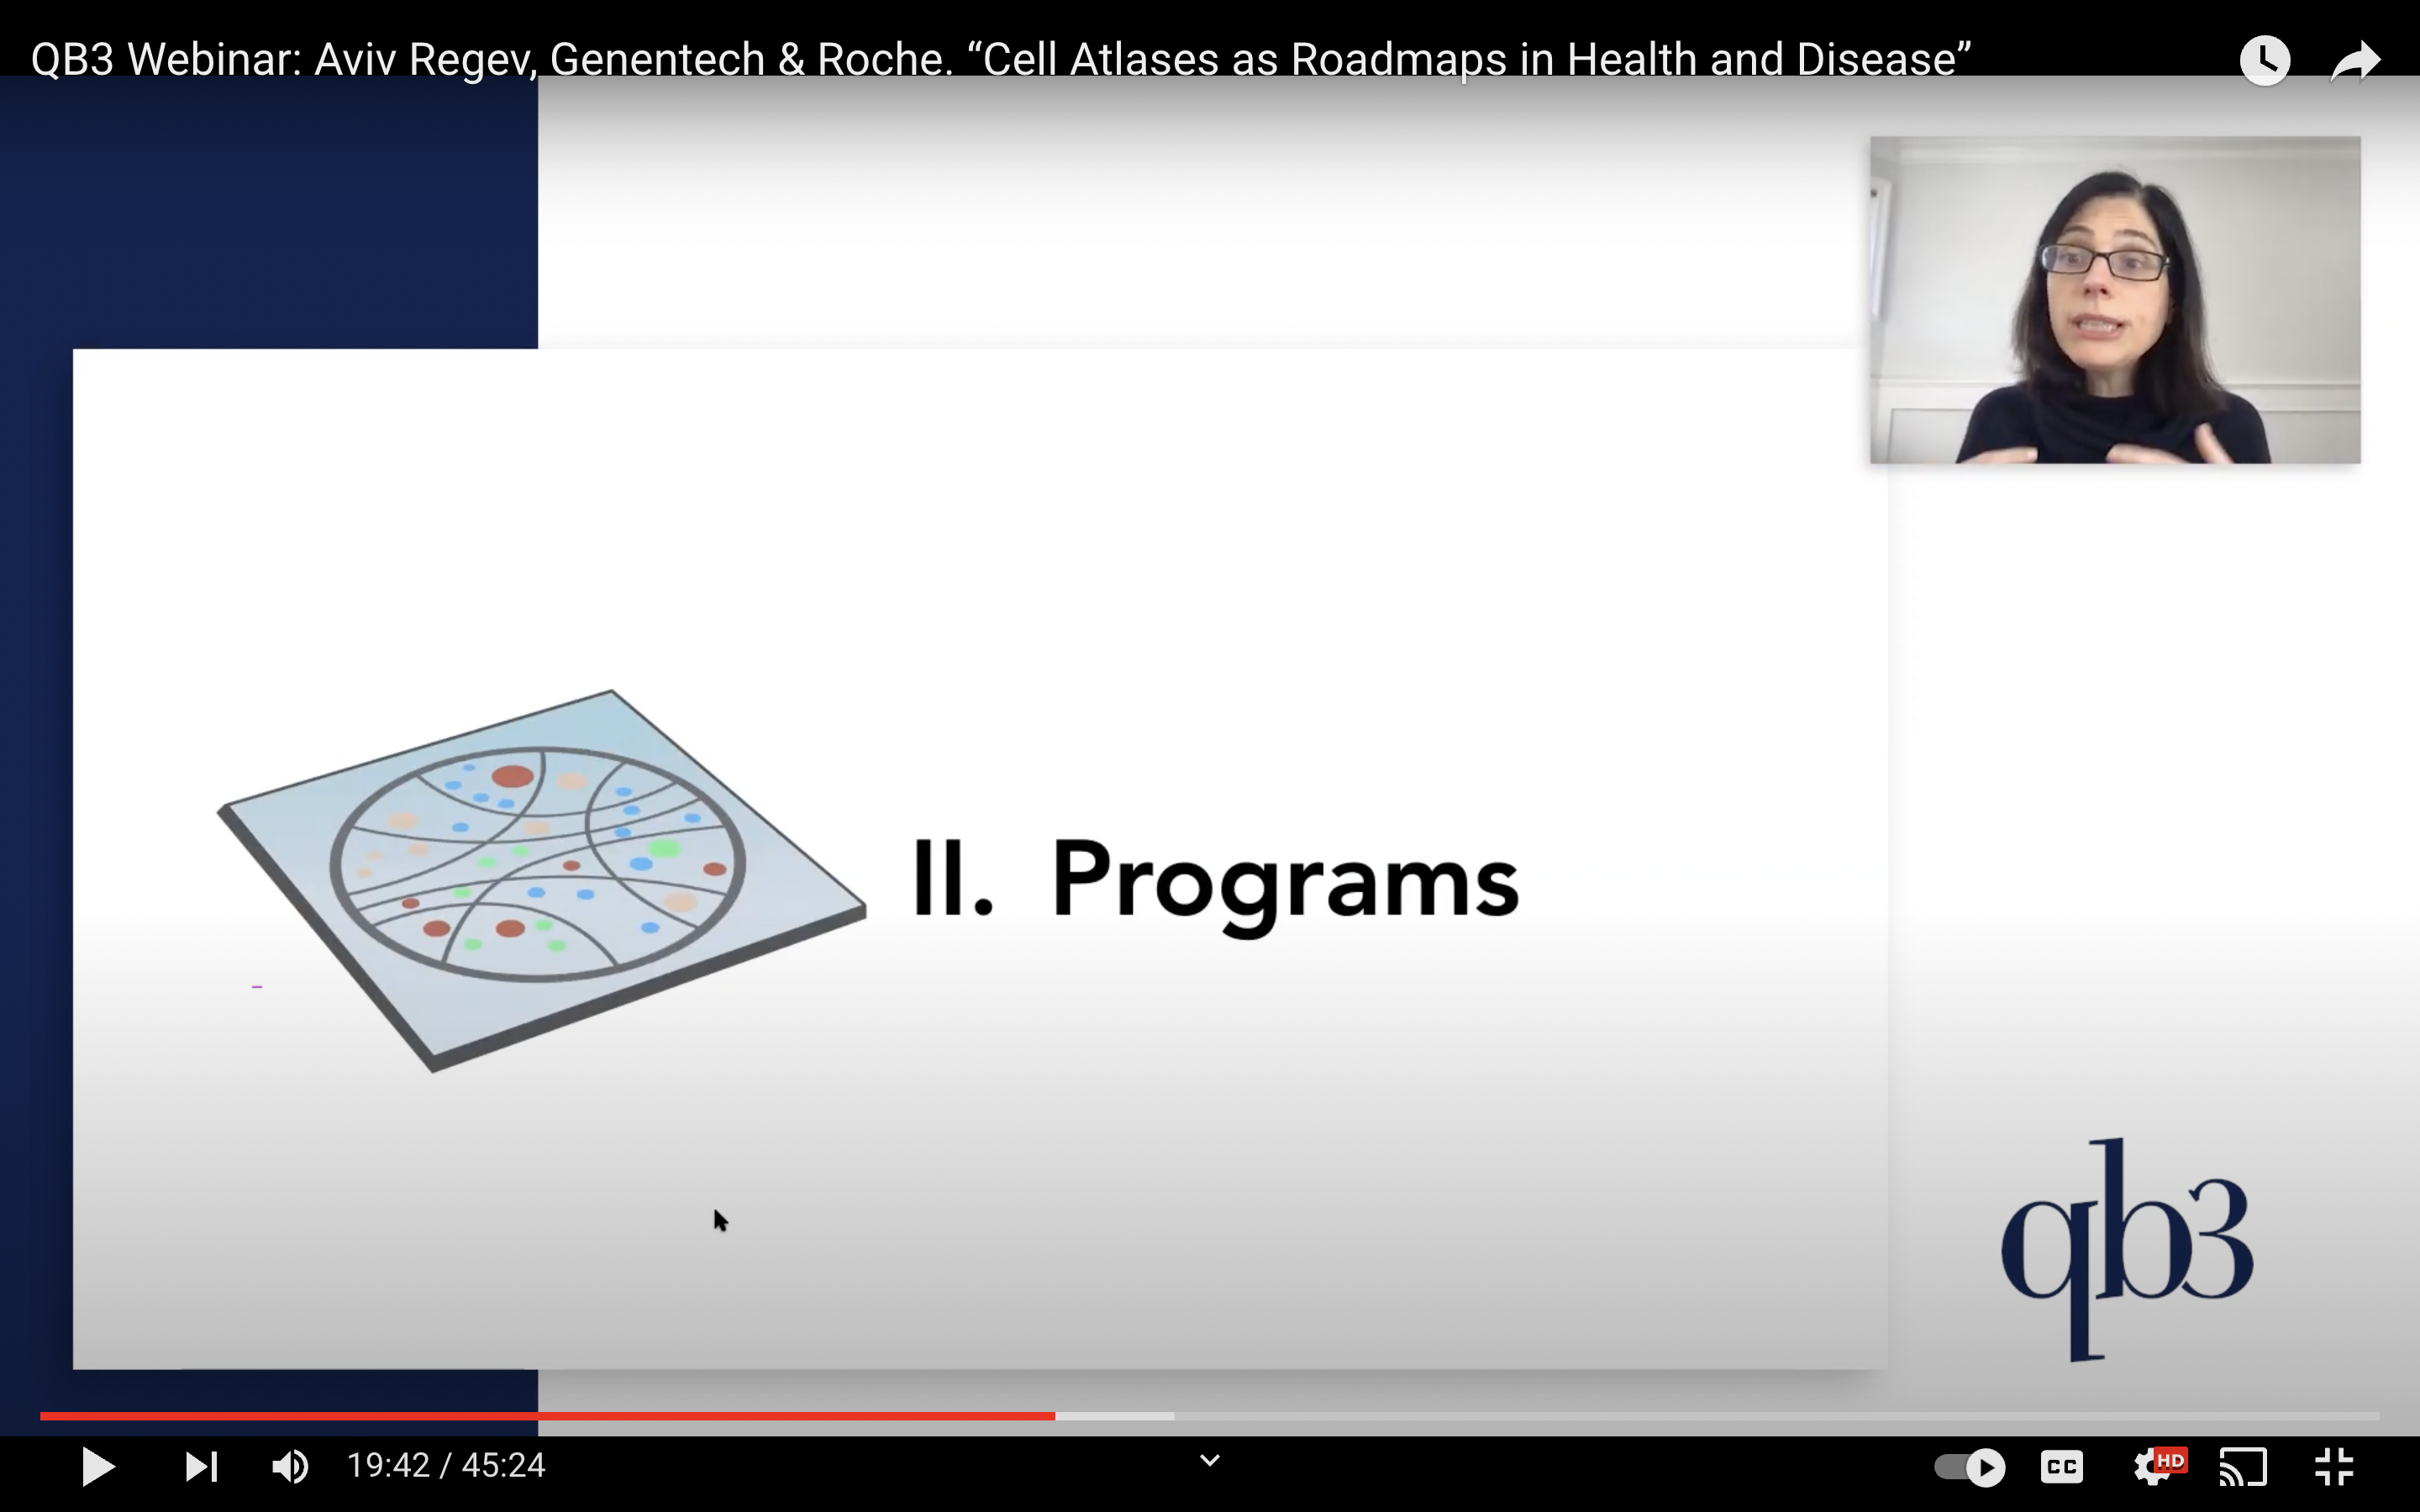 QB3 Webinar: Aviv Regev, Genentech & Roche. “Cell Atlases as Roadmaps in Health and Disease”
II. Programs
qb3
19:42 / 45:24
CC
HD